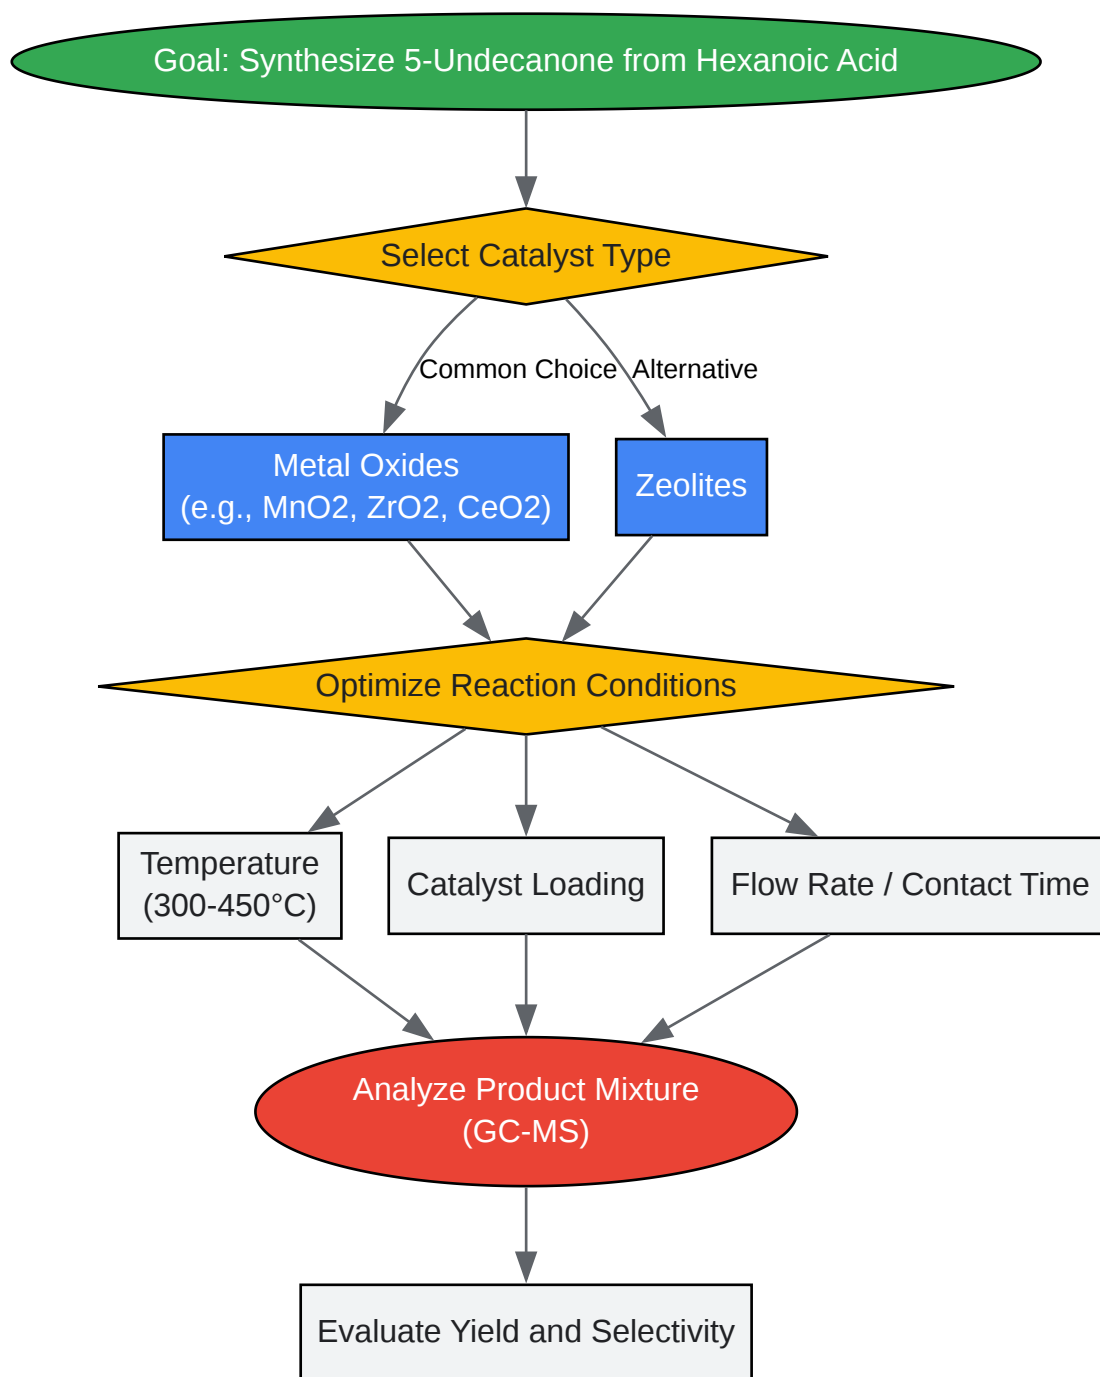 Goal: Synthesize 5-Undecanone from Hexanoic Acid
Select Catalyst Type
Common Choice
Alternative
Metal Oxides
(e.g., MnO2, ZrO2, CeO2)
Zeolites
Optimize Reaction Conditions
Temperature
(300-450°C)
Catalyst Loading
Flow Rate / Contact Time
Analyze Product Mixture
(GC-MS)
Evaluate Yield and Selectivity